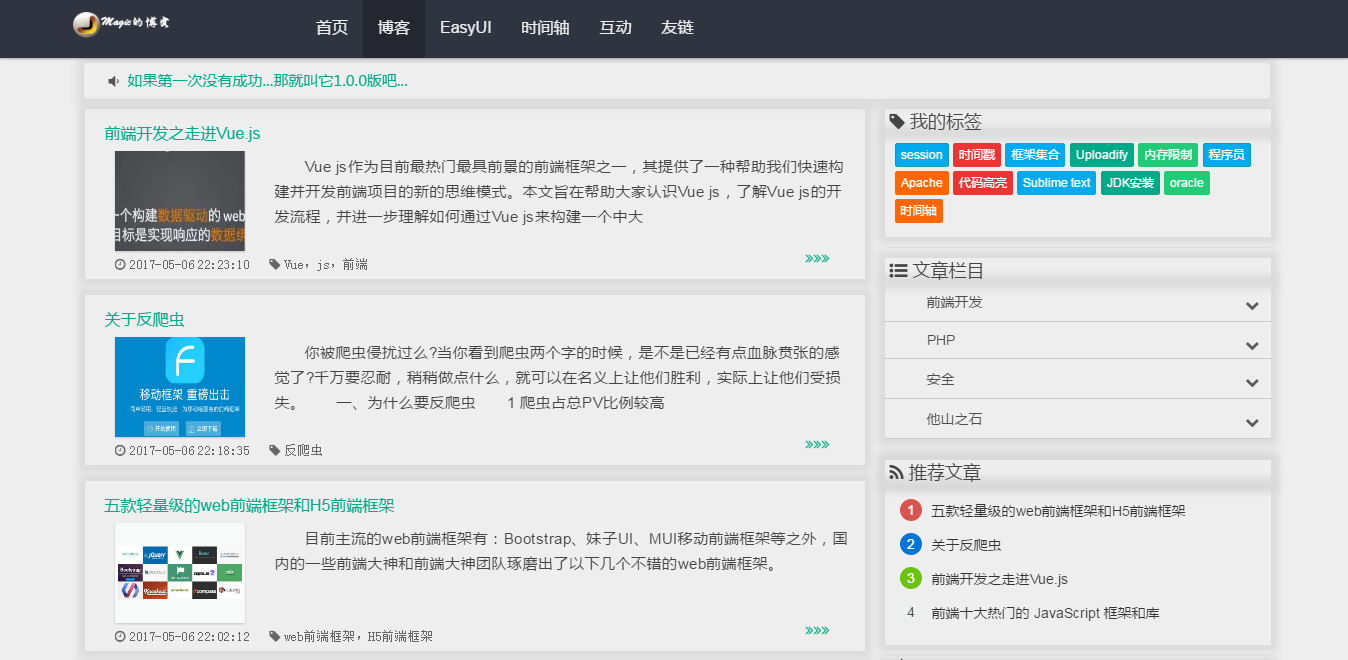 Magic的博客
首页 博客 EasyUI 时间轴 互动 友链
如果第一次没有成功...那就叫它1.0.0版吧...
前端开发之走进Vue.js
一个构建数据驱动的 web
目标是实现响应的数据绑
Vue js作为目前最热门最具前景的前端框架之一，其提供了一种帮助我们快速构
建并开发前端项目的新的思维模式。本文旨在帮助大家认识Vue js，了解Vue js的开
发流程，并进一步理解如何通过Vue js来构建一个中大
2017-05-06 22:23:10 Vue，js，前端
»»
关于反爬虫
移动框架 重磅出击
开始使用 立即下载
你被爬虫侵扰过么?当你看到爬虫两个字的时候，是不是已经有点血脉贲张的感
觉了?千万要忍耐，稍稍做点什么，就可以在名义上让他们胜利，实际上让他们受损
失。 一、为什么要反爬虫 1 爬虫占总PV比例较高
2017-05-06 22:18:35 反爬虫
»»
五款轻量级的web前端框架和H5前端框架
jQuery
Bootstrap
目前主流的web前端框架有：Bootstrap、妹子UI、MUI移动前端框架等之外，国
内的一些前端大神和前端大神团队琢磨出了以下几个不错的web前端框架。
2017-05-06 22:02:12 web前端框架，H5前端框架
»»
我的标签
session 时间戳 框架集合 Uploadify 内存限制 程序员
Apache 代码高亮 Sublime text JDK安装 oracle
时间轴
文章栏目
前端开发
PHP
安全
他山之石
推荐文章
1 五款轻量级的web前端框架和H5前端框架
2 关于反爬虫
3 前端开发之走进Vue.js
4 前端十大热门的 JavaScript 框架和库